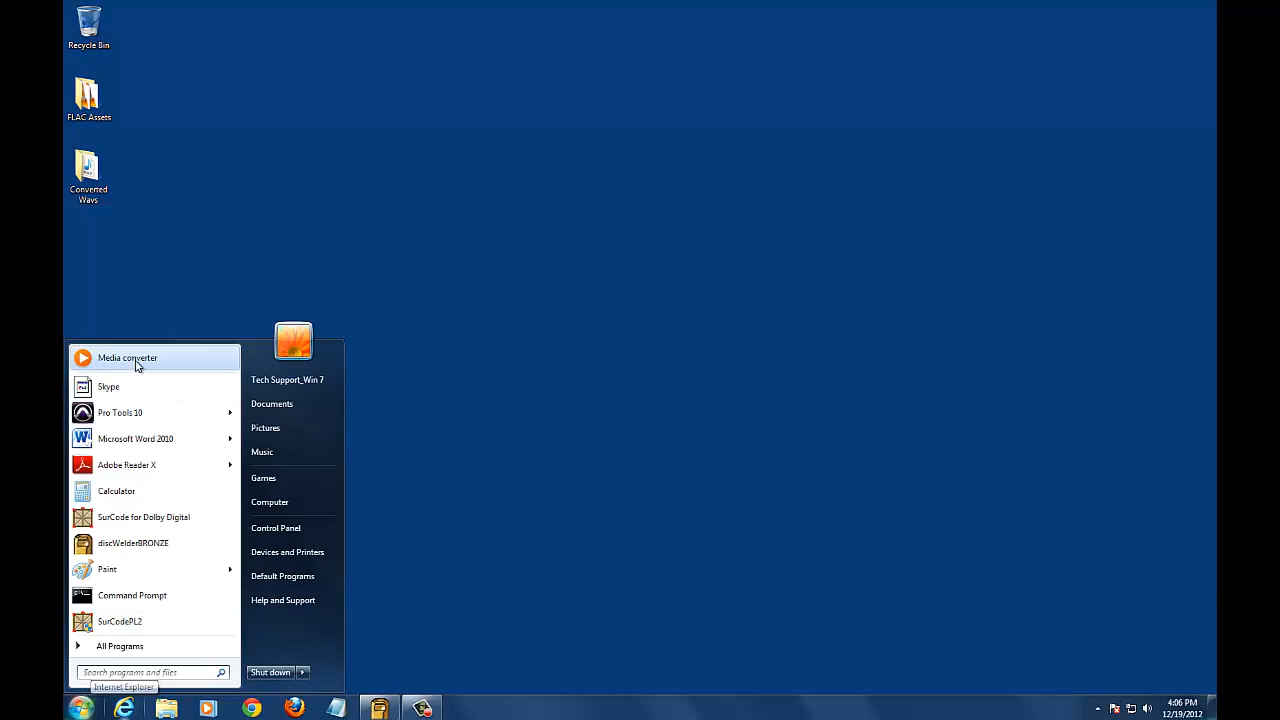 Recycle Bin
FLAC Assets
Converted
Wavs
Media converter
Skype
Pro Tools 10
Microsoft Word 2010
Adobe Reader X
Calculator
SurCode for Dolby Digital
discWelderBRONZE
Paint
Command Prompt
SurCodePL2
All Programs
Search programs and files
Internet Explorer
Tech Support_Win 7
Documents
Pictures
Music
Games
Computer
Control Panel
Devices and Printers
Default Programs
Help and Support
Shut down
4:06 PM
12/19/2012